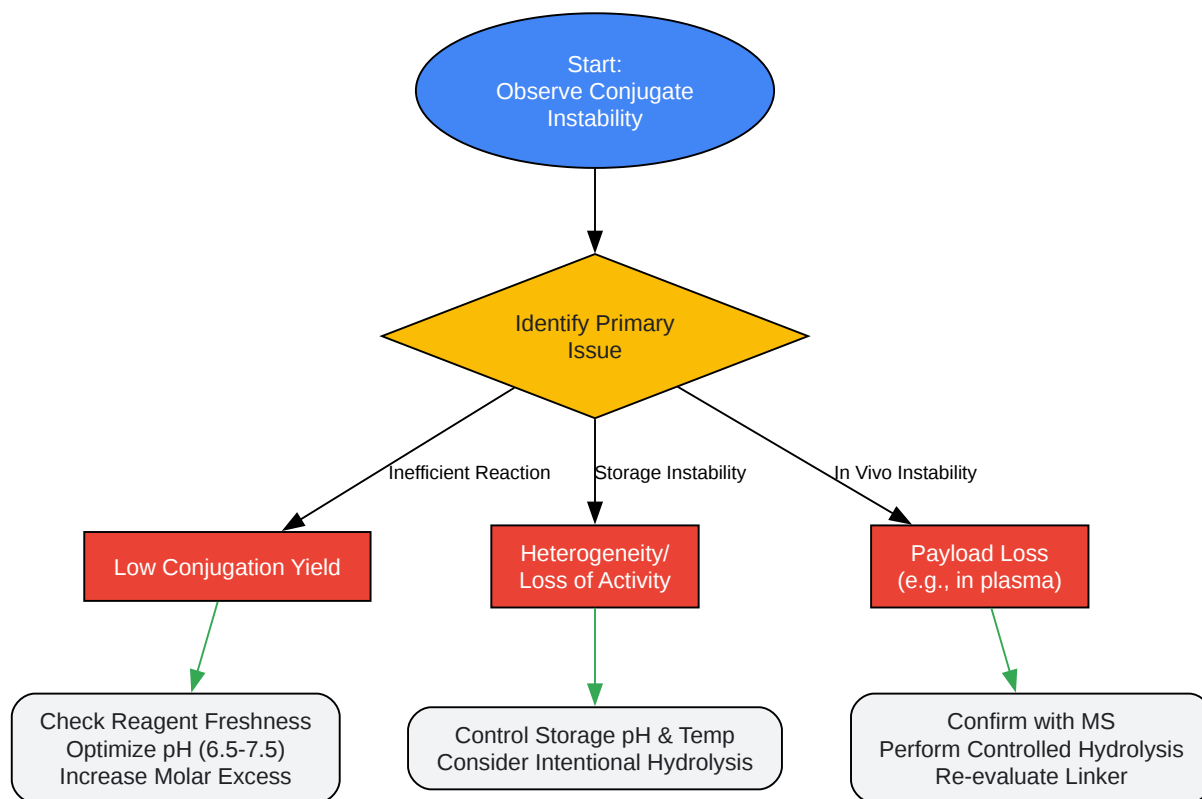 Start:
Observe Conjugate
Instability
Identify Primary
Issue
Inefficient Reaction
Storage Instability
In Vivo Instability
Low Conjugation Yield
Heterogeneity/
Loss of Activity
Payload Loss
(e.g., in plasma)
Check Reagent Freshness
Optimize pH (6.5-7.5)
Increase Molar Excess
Control Storage pH & Temp
Consider Intentional Hydrolysis
Confirm with MS
Perform Controlled Hydrolysis
Re-evaluate Linker